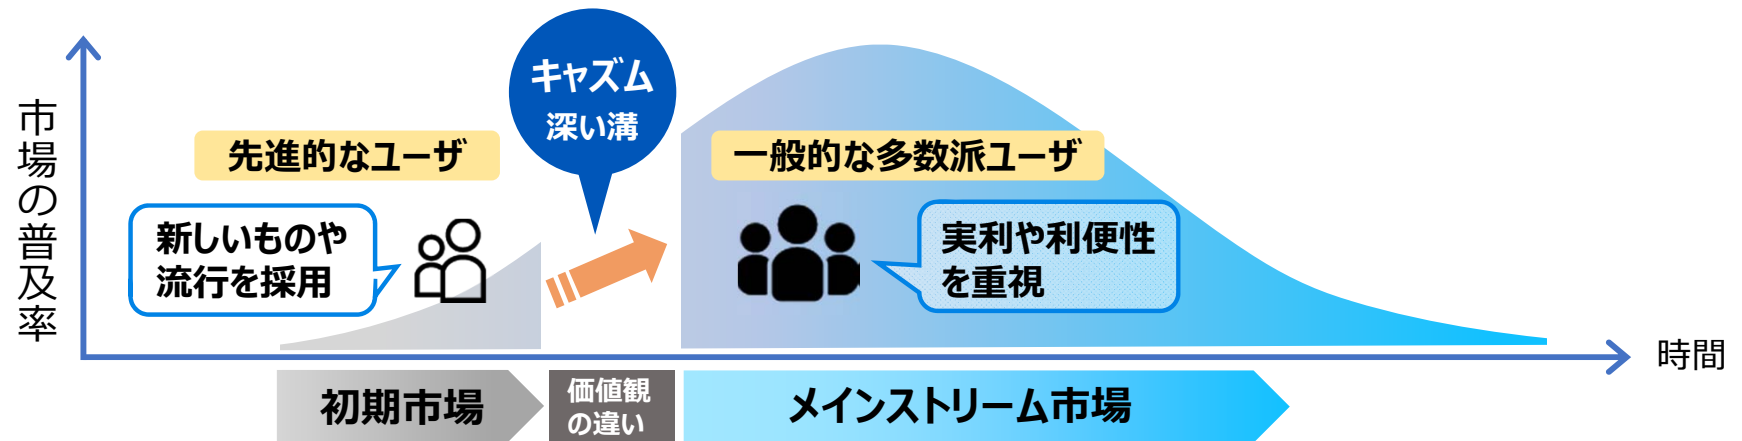 市場の普及率
先進的なユーザ
新しいものや
流行を採用
キャズム
深い溝
一般的な多数派ユーザ
実利や利便性
を重視
時間
初期市場
価値観
の違い
メインストリーム市場